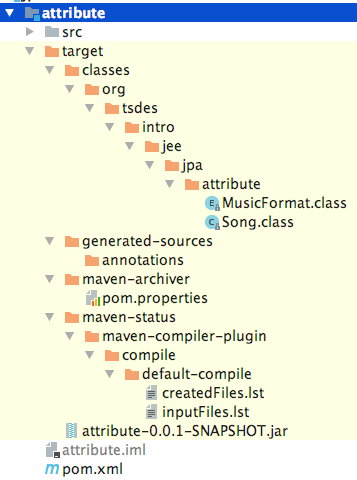 attribute
src
target
classes
org
tsdes
intro
jee
jpa
attribute
MusicFormat.class
Song.class
generated-sources
annotations
maven-archiver
pom.properties
maven-status
maven-compiler-plugin
compile
default-compile
createdFiles.lst
inputFiles.lst
attribute-0.0.1-SNAPSHOT.jar
attribute.iml
pom.xml